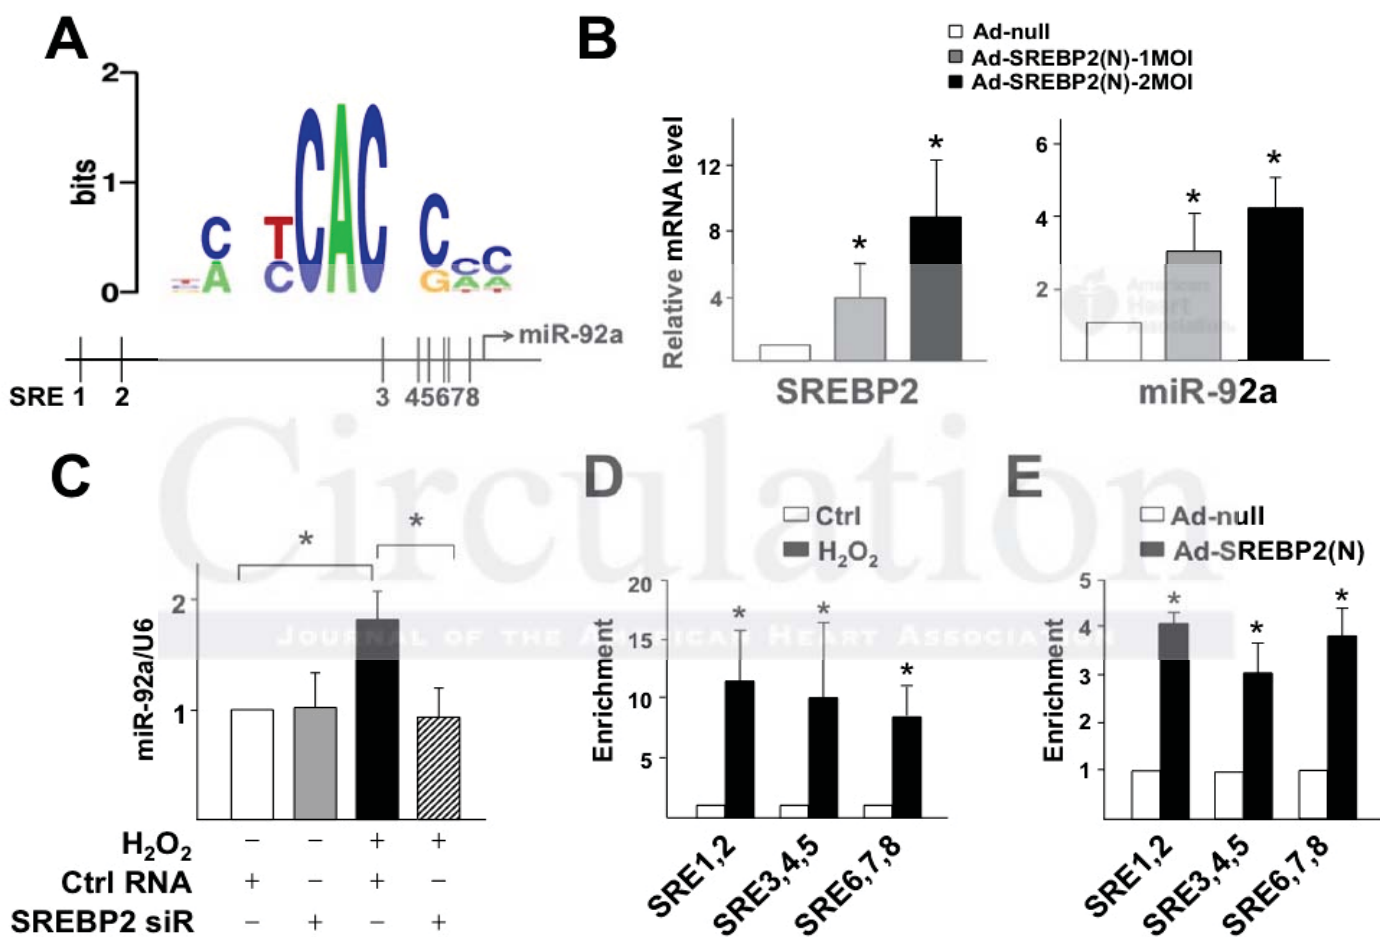 A
2
bits
1
0
C
A
T
C
C
A
C
C
G
C
A
C
A
miR-92a
SRE 1 2 3 45678
B
Ad-null
Ad-SREBP2(N)-1MOI
Ad-SREBP2(N)-2MOI
Relative mRNA level
12
8
4
*
*
SREBP2
6
4
2
*
*
American
Heart
Association.
miR-92a
Circulation
JOURNAL OF THE AMERICAN HEART ASSOCIATION
C
*
*
miR-92a/U6
2
1
H₂O₂ − − + +
Ctrl RNA + − + −
SREBP2 siR − + − +
D
Ctrl
H₂O₂
Enrichment
20
15
10
5
*
*
*
SRE1,2
SRE3,4,5
SRE6,7,8
E
Ad-null
Ad-SREBP2(N)
Enrichment
5
4
3
2
1
*
*
*
SRE1,2
SRE3,4,5
SRE6,7,8